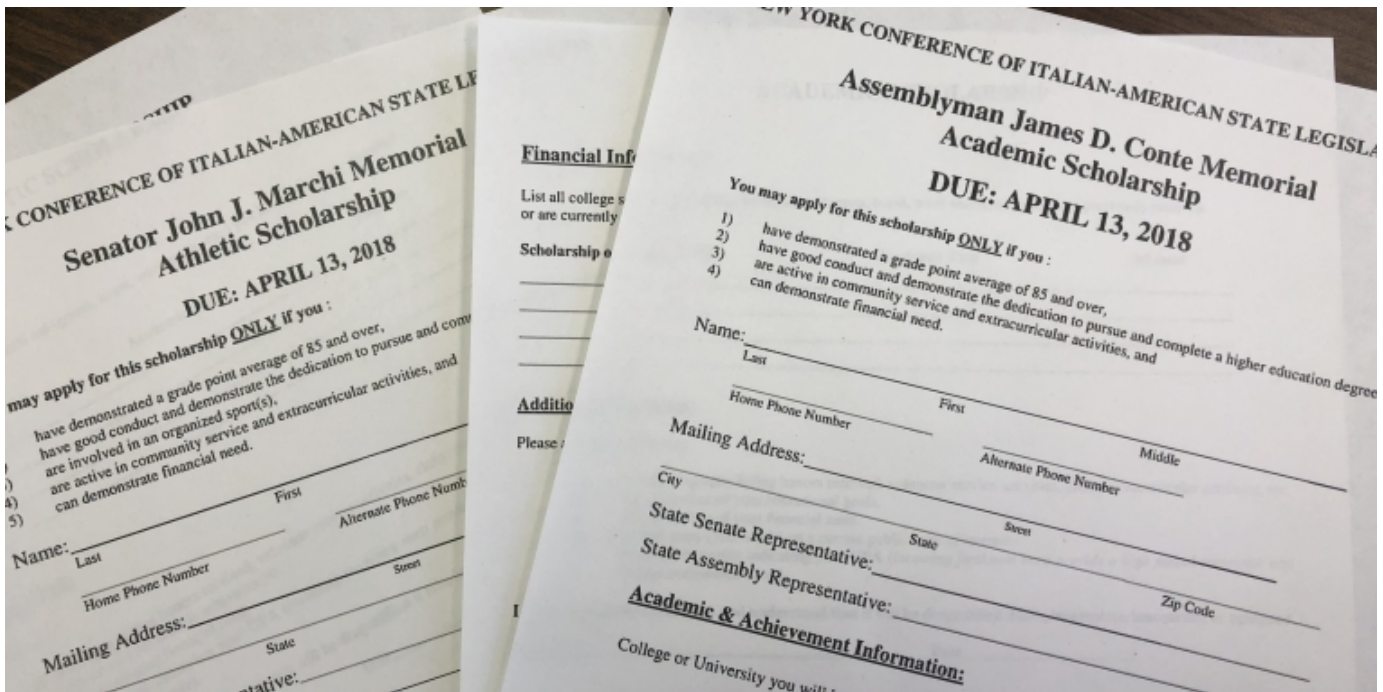 CONFERENCE OF ITALIAN-AMERICAN STATE
Senator John J. Marchi Memorial
Athletic Scholarship
DUE: APRIL 13, 2018
may apply for this scholarship ONLY if you :
have demonstrated a grade point average of 85 and over,
have good conduct and demonstrate the dedication to pursue and
are involved in an organized sport(s),
4) are active in community service and extracurricular activities, and
5) can demonstrate financial need.
Name:
Last First
Home Phone Number Alternate Phone
Mailing Address:
Street
State
Financial
List all college
or are currently
Scholarship
Please
YORK CONFERENCE OF ITALIAN-AMERICAN STATE
Assemblyman James D. Conte Memorial
Academic Scholarship
DUE: APRIL 13, 2018
You may apply for this scholarship ONLY if you :
1) have demonstrated a grade point average of 85 and over,
2) have good conduct and demonstrate the dedication to pursue and complete a higher education degree
3) are active in community service and extracurricular activities, and
4) can demonstrate financial need.
Name:
Last First Middle
Home Phone Number Alternate Phone Number
Mailing Address:
Street
City State Zip Code
State Senate Representative:
State Assembly Representative:
Academic & Achievement Information:
College or University you will